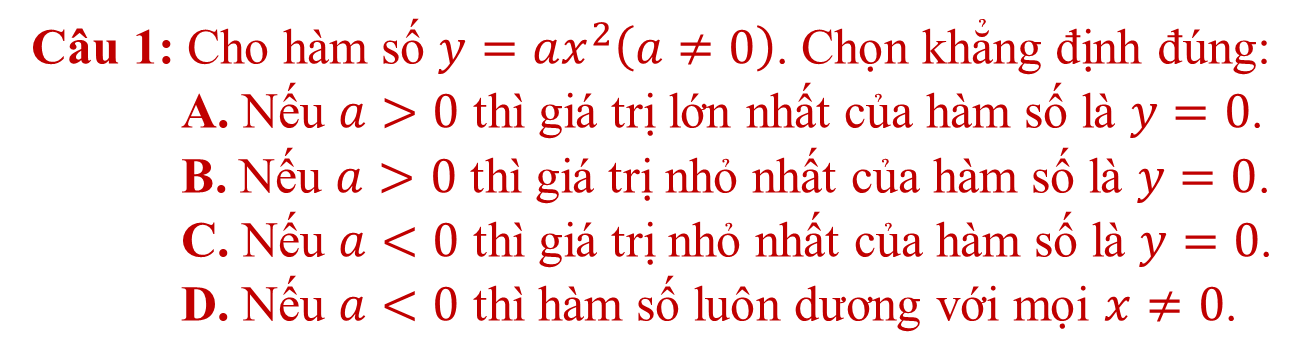 Câu 1: Cho hàm số y = ax²(a ≠ 0). Chọn khẳng định đúng:
A. Nếu a > 0 thì giá trị lớn nhất của hàm số là y = 0.
B. Nếu a > 0 thì giá trị nhỏ nhất của hàm số là y = 0.
C. Nếu a < 0 thì giá trị nhỏ nhất của hàm số là y = 0.
D. Nếu a < 0 thì hàm số luôn dương với mọi x ≠ 0.